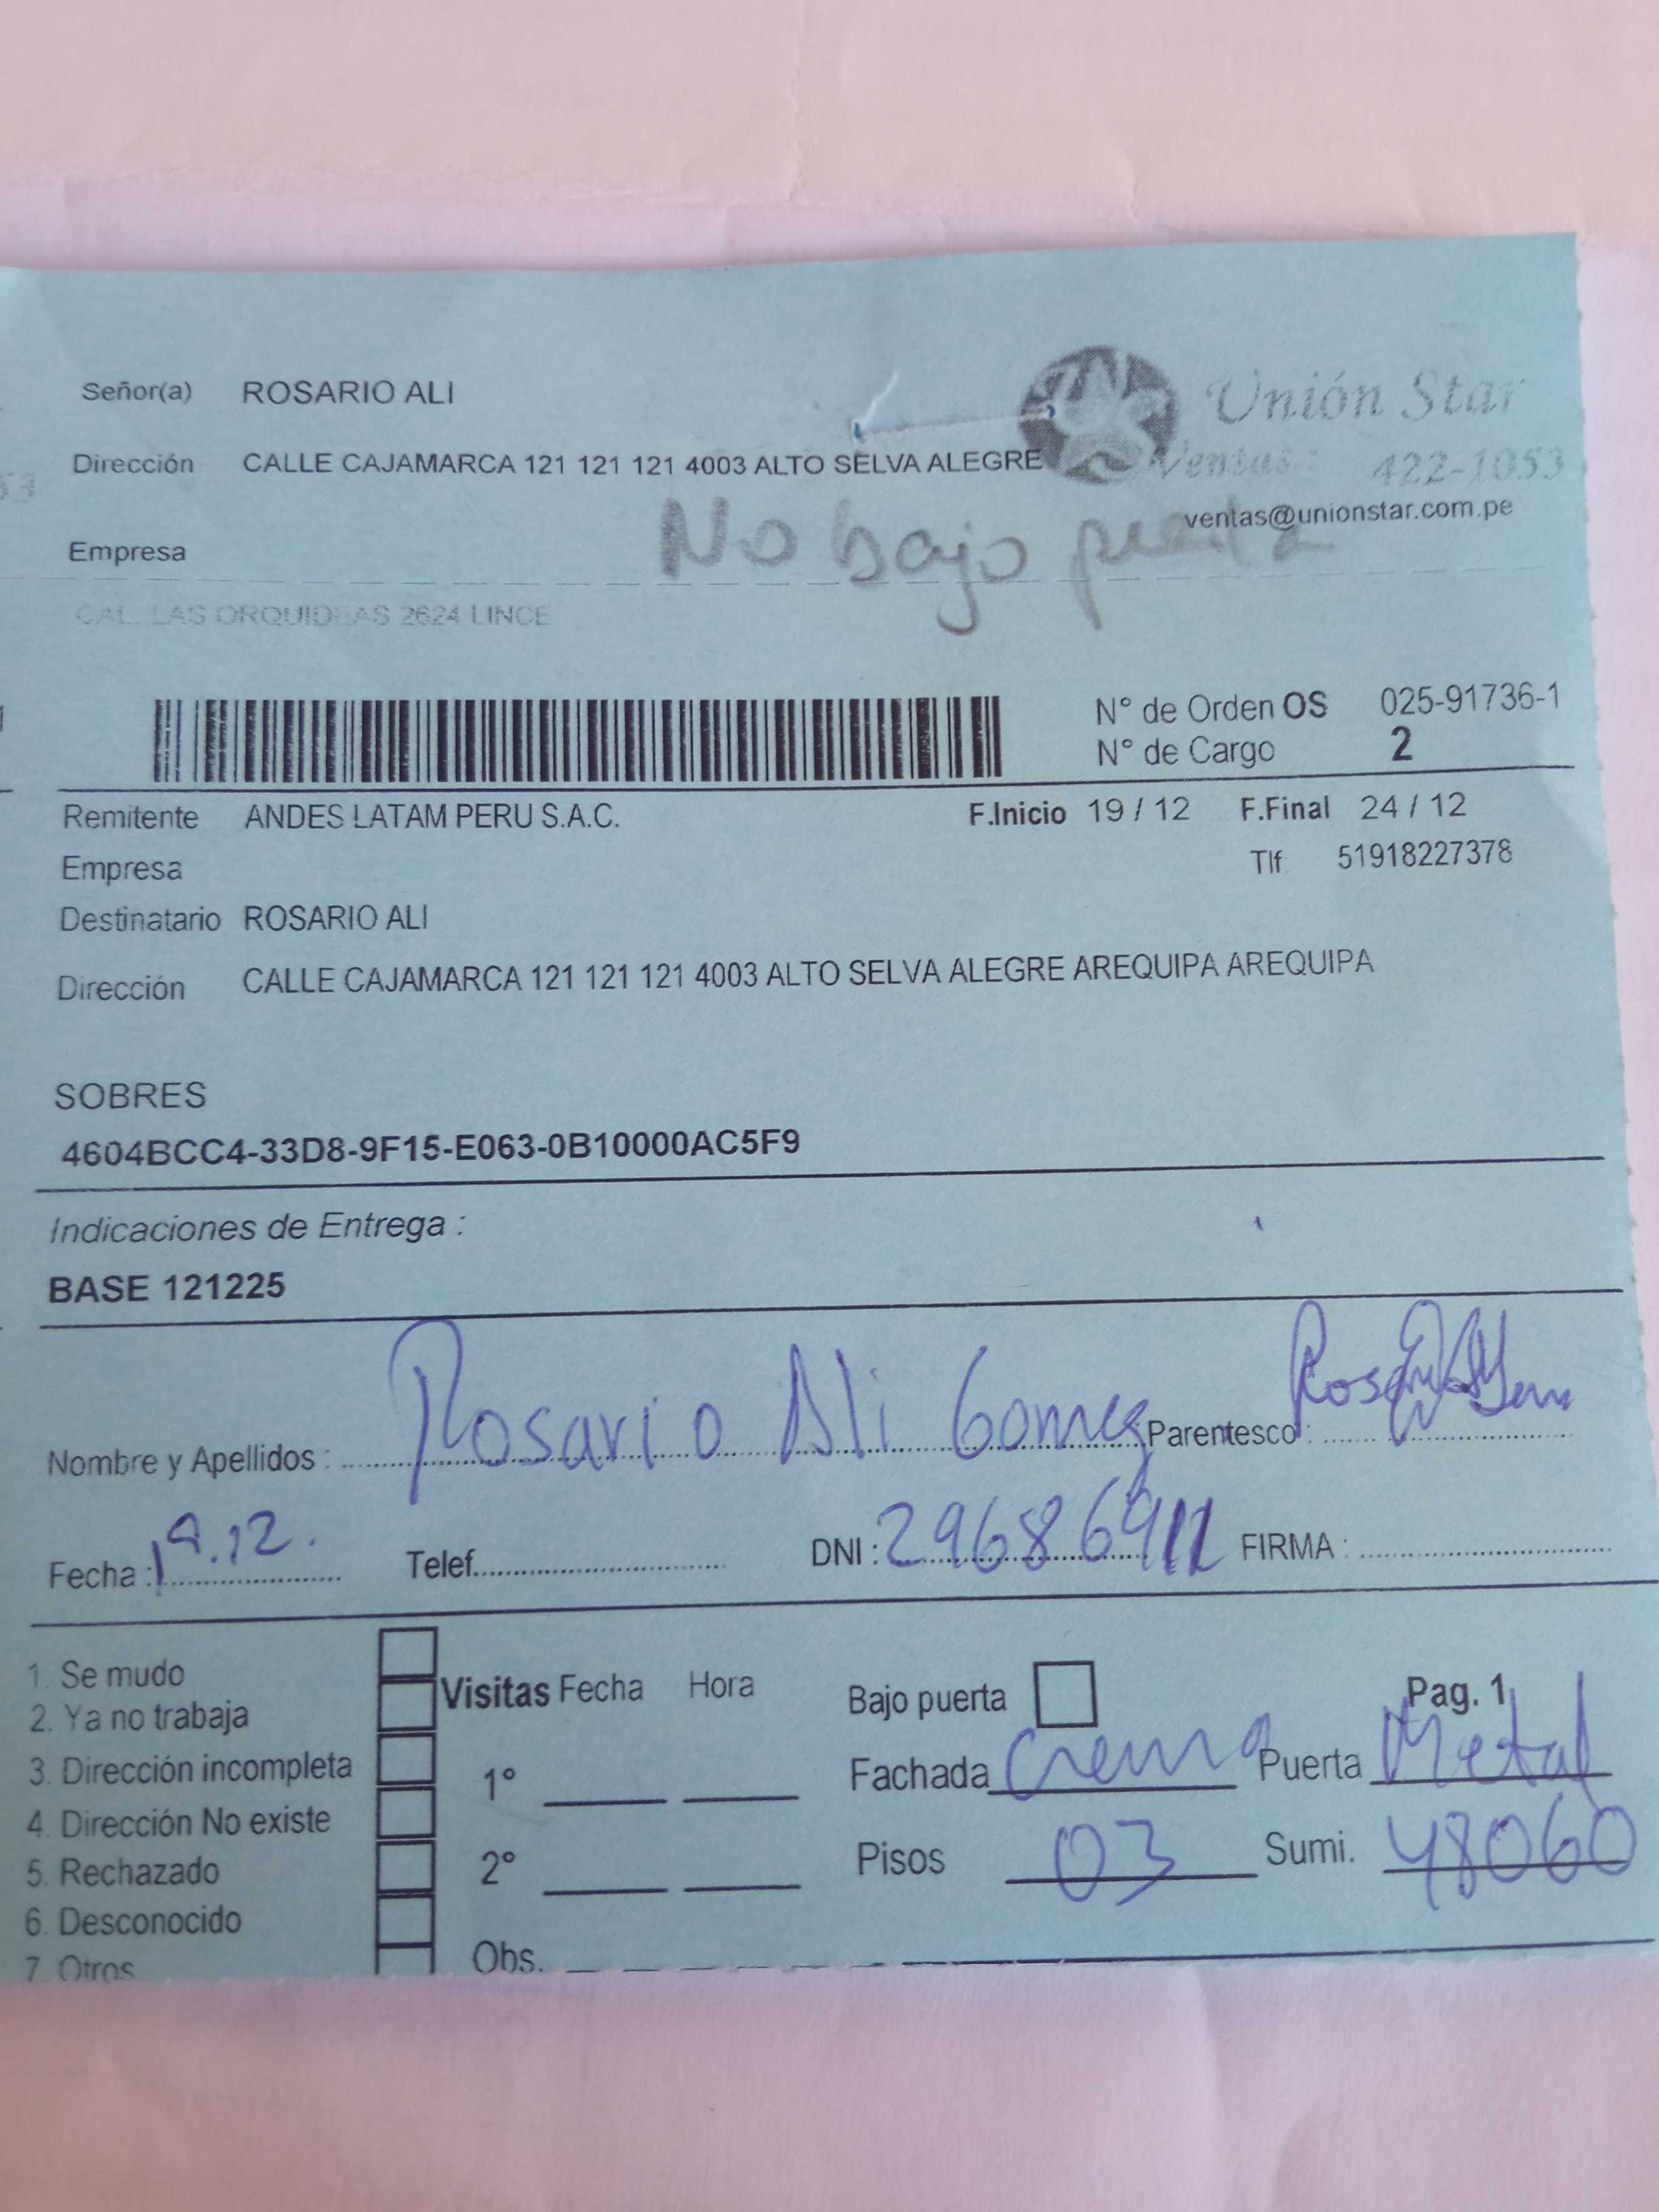 Señor(a) ROSARIO ALI
Unión Star
Dirección CALLE CAJAMARCA 121 121 121 4003 ALTO SELVA ALEGRE
Ventas: 422-1053
ventas@unionstar.com.pe
Empresa
No bajo puerta
CAL. LAS ORQUIDEAS 2624 LINCE
N° de Orden OS 025-91736-1
N° de Cargo 2
Remitente ANDES LATAM PERU S.A.C. F.Inicio 19 / 12 F.Final 24 / 12
Empresa Tlf 51918227378
Destinatario ROSARIO ALI
Dirección CALLE CAJAMARCA 121 121 121 4003 ALTO SELVA ALEGRE AREQUIPA AREQUIPA
SOBRES
4604BCC4-33D8-9F15-E063-0B10000AC5F9
Indicaciones de Entrega :
BASE 121225
Nombre y Apellidos : Rosario Ali Gomez Parentesco :
Fecha : 19.12. Telef. DNI : FIRMA :
1. Se mudo
2. Ya no trabaja
3. Dirección incompleta
4. Dirección No existe
5. Rechazado
6. Desconocido
7. Otros
Visitas Fecha Hora
1°
2°
Obs.
Bajo puerta Pag. 1
Fachada Crema Puerta Metal
Pisos 03 Sumi. 48060